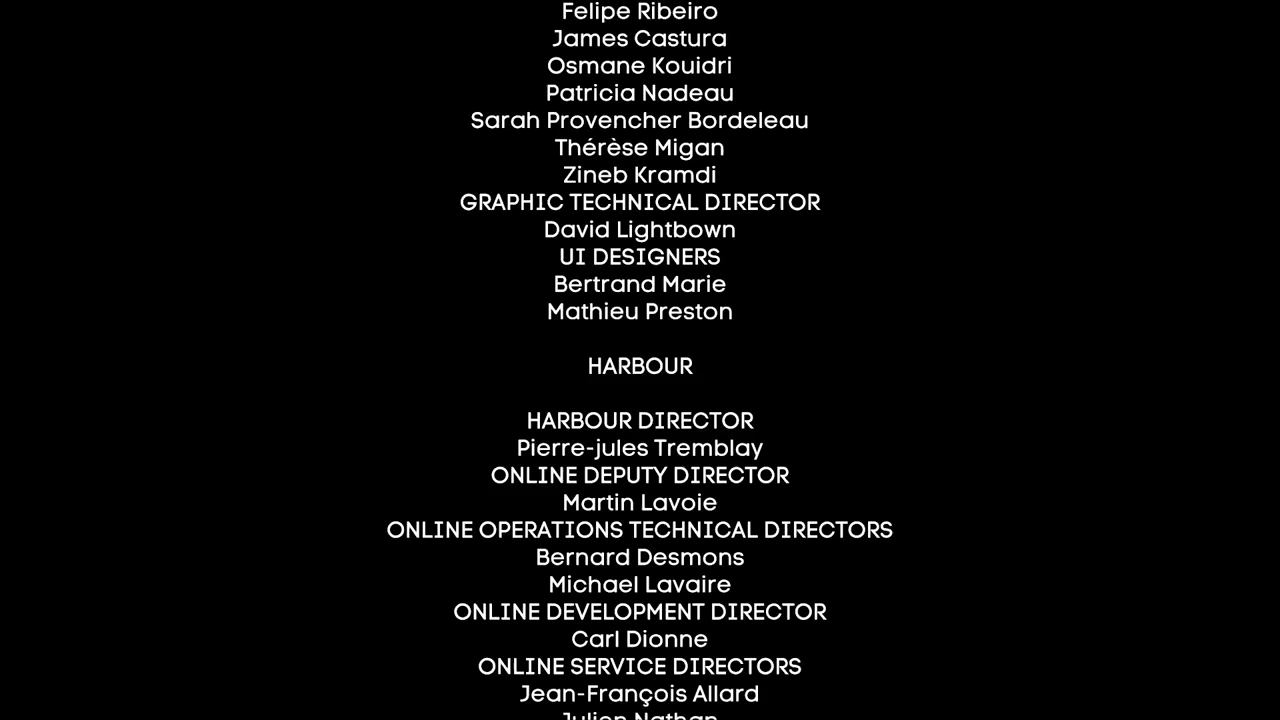 Felipe Ribeiro
James Castura
Osmane Kouidri
Patricia Nadeau
Sarah Provencher Bordeleau
Thérèse Migan
Zineb Kramdi
GRAPHIC TECHNICAL DIRECTOR
David Lightbown
UI DESIGNERS
Bertrand Marie
Mathieu Preston
HARBOUR
HARBOUR DIRECTOR
Pierre-jules Tremblay
ONLINE DEPUTY DIRECTOR
Martin Lavoie
ONLINE OPERATIONS TECHNICAL DIRECTORS
Bernard Desmons
Michael Lavaire
ONLINE DEVELOPMENT DIRECTOR
Carl Dionne
ONLINE SERVICE DIRECTORS
Jean-François Allard
Julien Nathan